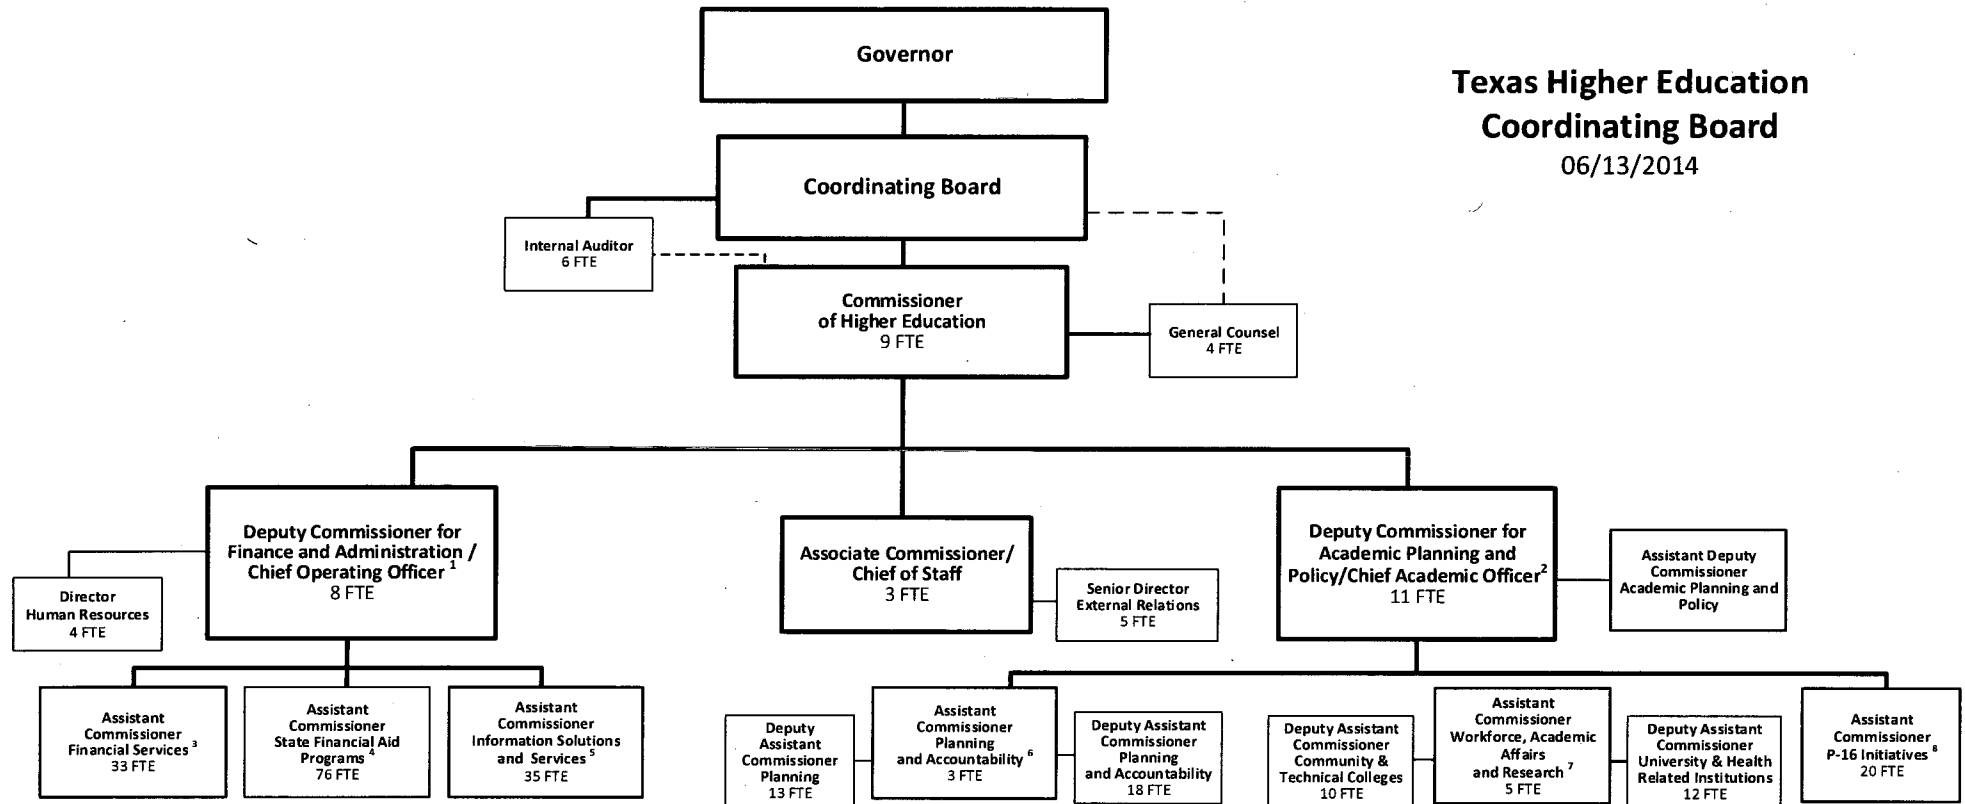 Governor
Texas Higher Education
Coordinating Board
06/13/2014
Coordinating Board
Internal Auditor
6 FTE
Commissioner
of Higher Education
9 FTE
General Counsel
4 FTE
Deputy Commissioner for
Finance and Administration /
Chief Operating Officer 1
8 FTE
Director
Human Resources
4 FTE
Associate Commissioner/
Chief of Staff
3 FTE
Senior Director
External Relations
5 FTE
Deputy Commissioner for
Academic Planning and
Policy/Chief Academic Officer2
11 FTE
Assistant Deputy
Commissioner
Academic Planning and
Policy
Assistant
Commissioner
Financial Services 3
33 FTE
Assistant
Commissioner
State Financial Aid
Programs 4
76 FTE
Assistant
Commissioner
Information Solutions
and Services 5
35 FTE
Deputy
Assistant
Commissioner
Planning
13 FTE
Assistant
Commissioner
Planning
and Accountability 6
3 FTE
Deputy Assistant
Commissioner
Planning
and Accountability
18 FTE
Deputy Assistant
Commissioner
Community &
Technical Colleges
10 FTE
Assistant
Commissioner
Workforce, Academic
Affairs
and Research 7
5 FTE
Deputy Assistant
Commissioner
University & Health
Related Institutions
12 FTE
Assistant
Commissioner
P-16 Initiatives 8
20 FTE